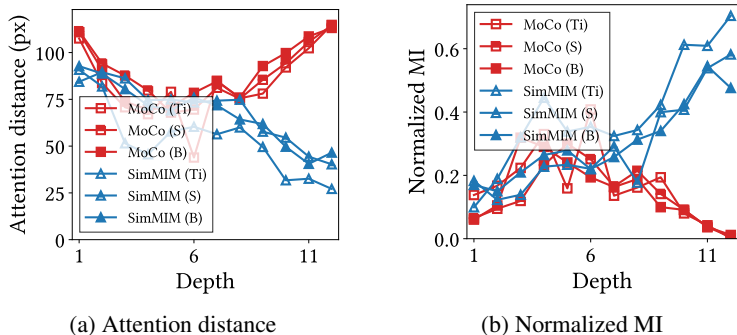 Attention distance (px)
100
75
50
25
0
1
6
11
Depth
MoCo (Ti)
MoCo (S)
MoCo (B)
SimMIM (Ti)
SimMIM (S)
SimMIM (B)
(a) Attention distance
Normalized MI
0.6
0.4
0.2
0.0
1
6
11
Depth
MoCo (Ti)
MoCo (S)
MoCo (B)
SimMIM (Ti)
SimMIM (S)
SimMIM (B)
(b) Normalized MI